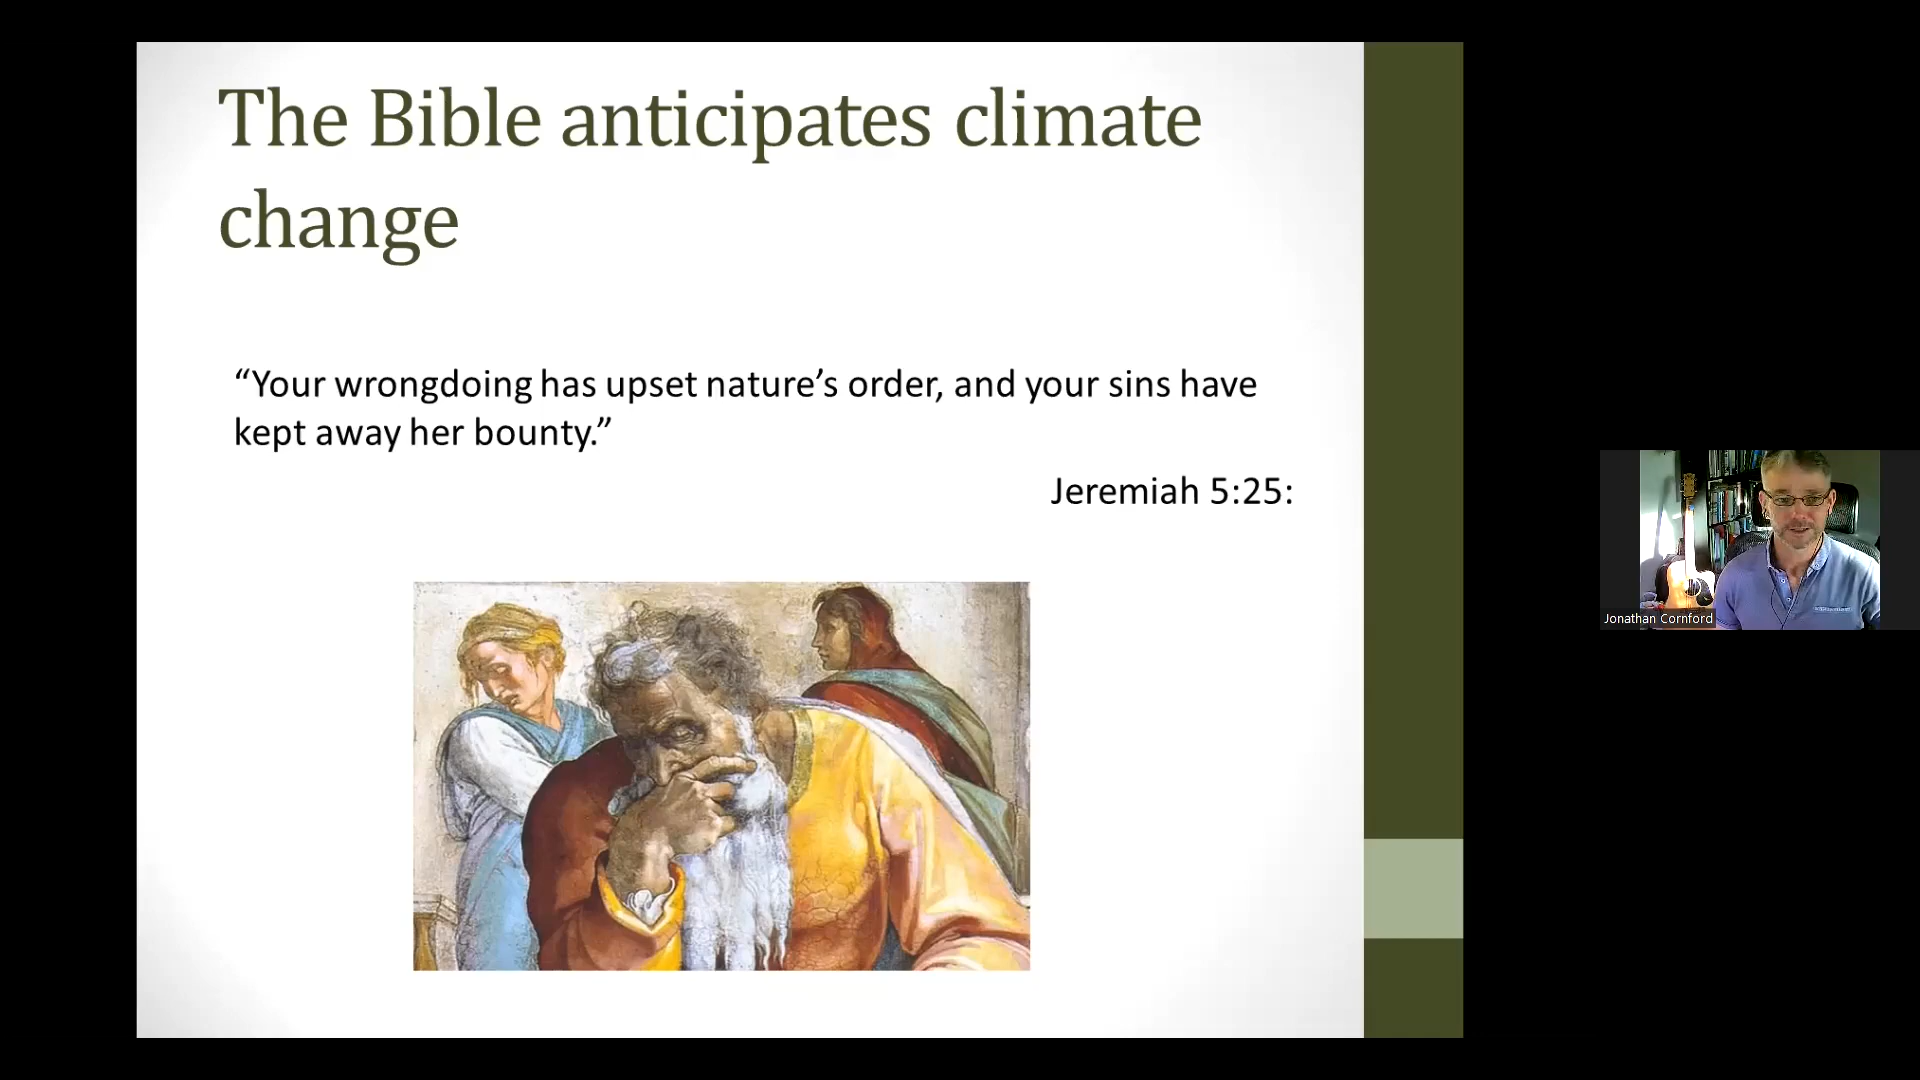 The Bible anticipates climate
change
“Your wrongdoing has upset nature’s order, and your sins have
kept away her bounty.”
Jeremiah 5:25:
Jonathan Cornford